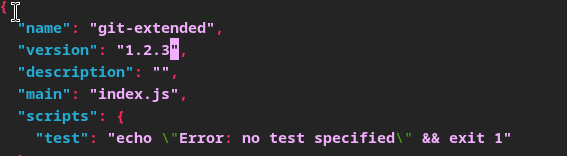 {
"name": "git-extended",
"version": "1.2.3",
"description": "",
"main": "index.js",
"scripts": {
"test": "echo \"Error: no test specified\" && exit 1"